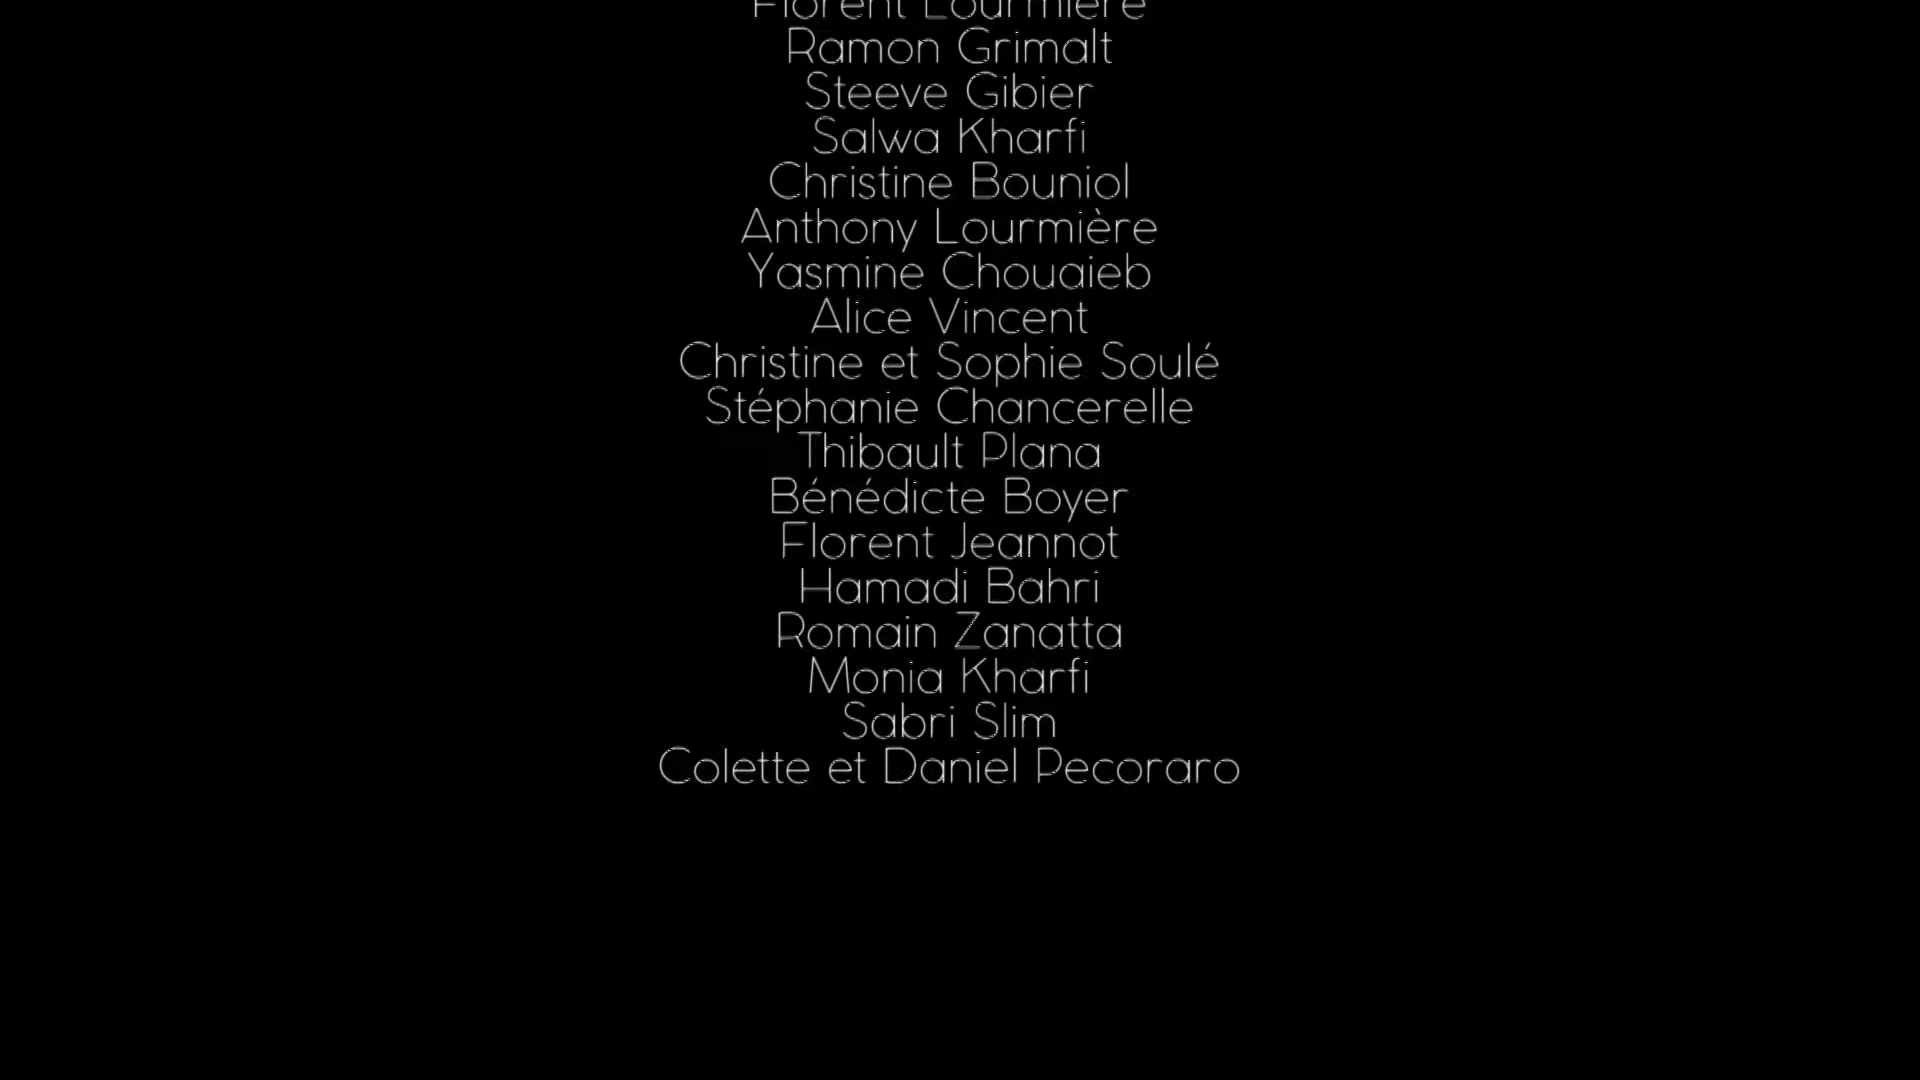 Florent Lourmière
Ramon Grimalt
Steeve Gibier
Salwa Kharfi
Christine Bouniol
Anthony Lourmière
Yasmine Chouaieb
Alice Vincent
Christine et Sophie Soulé
Stéphanie Chancerelle
Thibault Plana
Bénédicte Boyer
Florent Jeannot
Hamadi Bahri
Romain Zanatta
Monia Kharfi
Sabri Slim
Colette et Daniel Pecoraro